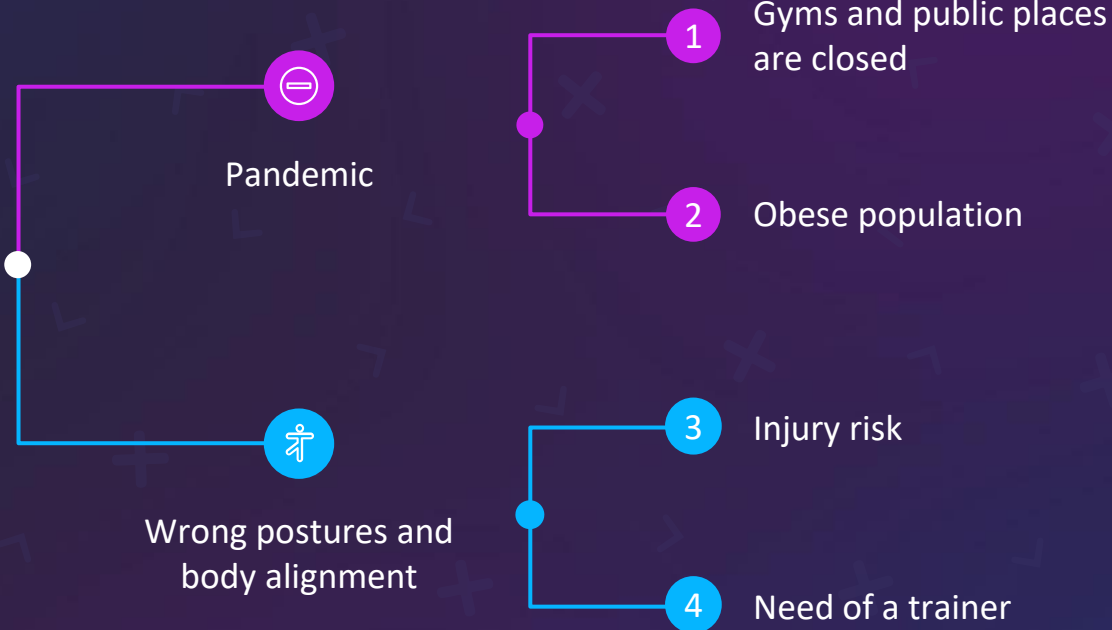 Pandemic
1
Gyms and public places
are closed
2
Obese population
Wrong postures and
body alignment
3
Injury risk
4
Need of a trainer